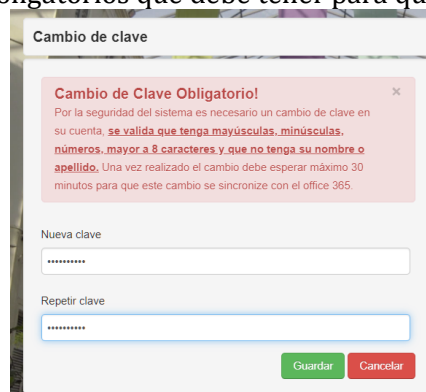 obligatorios que debe tener para qu
Cambio de clave
Cambio de Clave Obligatorio! ×
Por la seguridad del sistema es necesario un cambio de clave en
su cuenta, se valida que tenga mayúsculas, minúsculas,
números, mayor a 8 caracteres y que no tenga su nombre o
apellido. Una vez realizado el cambio debe esperar máximo 30
minutos para que este cambio se sincronize con el office 365.
Nueva clave
••••••••••
Repetir clave
••••••••••
Guardar Cancelar